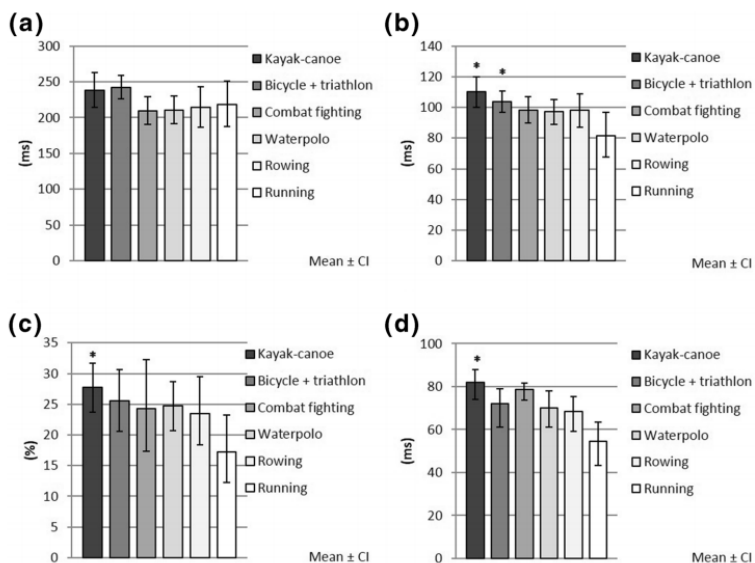 (a)
300
250
200
150
100
50
0
(ms)
Kayak-canoe
Bicycle + triathlon
Combat fighting
Waterpolo
Rowing
Running
Mean ± CI
(b)
140
120
100
80
60
40
20
0
(ms)
* *
Kayak-canoe
Bicycle + triathlon
Combat fighting
Waterpolo
Rowing
Running
Mean ± CI
(c)
35
30
25
20
15
10
5
0
(%)
*
Kayak-canoe
Bicycle + triathlon
Combat fighting
Waterpolo
Rowing
Running
Mean ± CI
(d)
100
80
60
40
20
0
(ms)
*
Kayak-canoe
Bicycle + triathlon
Combat fighting
Waterpolo
Rowing
Running
Mean ± CI